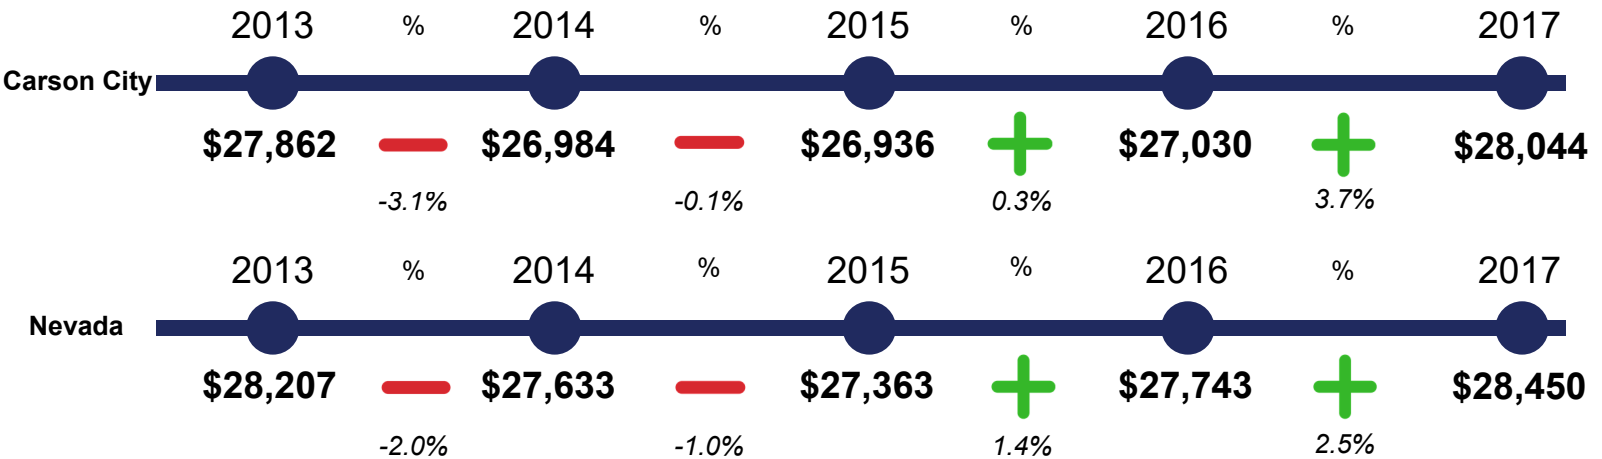 2013 % 2014 % 2015 % 2016 % 2017
Carson City
$27,862 $26,984 $26,936 $27,030 $28,044
-3.1% -0.1% 0.3% 3.7%
2013 % 2014 % 2015 % 2016 % 2017
Nevada
$28,207 $27,633 $27,363 $27,743 $28,450
-2.0% -1.0% 1.4% 2.5%